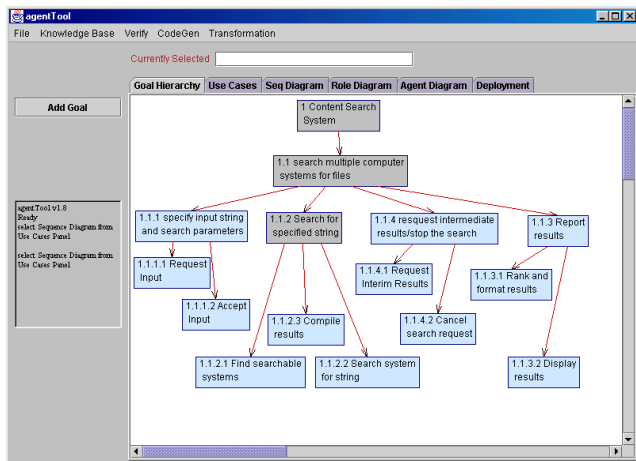 agentTool
File Knowledge Base Verify CodeGen Transformation
Currently Selected
Goal Hierarchy Use Cases Seq Diagram Role Diagram Agent Diagram Deployment
Add Goal
agentTool v1.8
Ready
select Sequence Diagram from
Use Cases Panel
select Sequence Diagram from
Use Cases Panel
1 Content Search
System
1.1 search multiple computer
systems for files
1.1.1 specify input string
and search parameters
1.1.2 Search for
specified string
1.1.4 resquest intermediate
results/stop the search
1.1.3 Report
results
1.1.1.1 Request
Input
1.1.4.1 Request
Interim Results
1.1.3.1 Rank and
format results
1.1.1.2 Accept
Input
1.1.2.3 Compile
results
1.1.4.2 Cancel
search request
1.1.2.1 Find searchable
systems
1.1.2.2 Search system
for string
1.1.3.2 Display
results